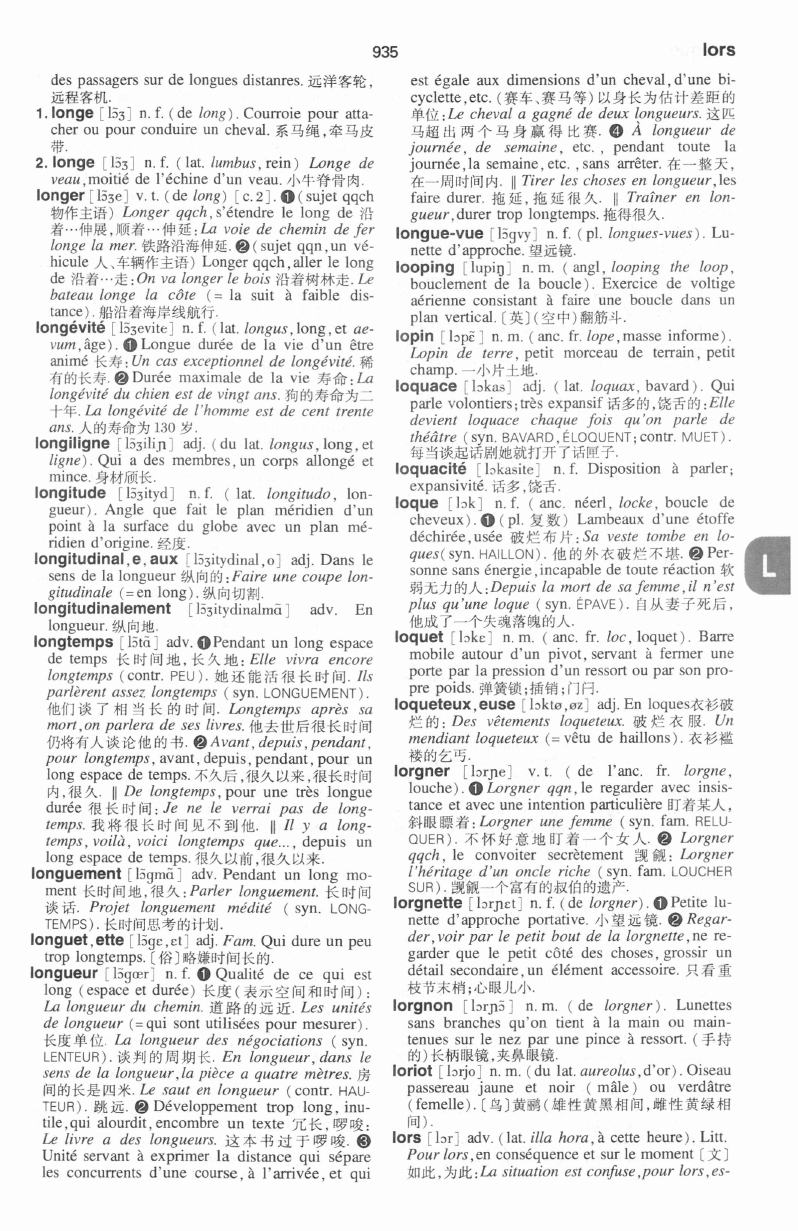 935
lors
des passagers sur de longues distanres. 远洋客轮,
远程客机.
1. longe [lɔ̃ʒ] n. f. ( de long ) . Courroie pour atta-
cher ou pour conduire un cheval. 系马绳,牵马皮
带.
2. longe [lɔ̃ʒ] n. f. ( lat. lumbus, rein ) Longe de
veau, moitié de l'échine d'un veau. 小牛脊骨肉.
longer [lɔ̃ʒe] v. t. ( de long ) [ c. 2 ] . ❶ ( sujet qqch
物作主语 ) Longer qqch, s'étendre le long de 沿
着…伸展,顺着…伸延: La voie de chemin de fer
longe la mer. 铁路沿海伸延. ❷ ( sujet qqn, un vé-
hicule 人、车辆作主语 ) Longer qqch, aller le long
de 沿着…走: On va longer le bois 沿着树林走. Le
bateau longe la côte ( = la suit à faible dis-
tance ) . 船沿着海岸线航行.
longévité [lɔ̃ʒevite] n. f. ( lat. longus, long, et ae-
vum, âge ) . ❶ Longue durée de la vie d'un être
animé 长寿: Un cas exceptionnel de longévité. 稀
有的长寿. ❷ Durée maximale de la vie 寿命: La
longévité du chien est de vingt ans. 狗的寿命为二
十年. La longévité de l'homme est de cent trente
ans. 人的寿命为 130 岁.
longiligne [lɔ̃ʒiliɲ] adj. ( du lat. longus, long, et
ligne ) . Qui a des membres, un corps allongé et
mince. 身材颀长.
longitude [lɔ̃ʒityd] n. f. ( lat. longitudo, lon-
gueur ) . Angle que fait le plan méridien d'un
point à la surface du globe avec un plan mé-
ridien d'origine. 经度.
longitudinal, e, aux [lɔ̃ʒitydinal, o] adj. Dans le
sens de la longueur 纵向的: Faire une coupe lon-
gitudinale ( = en long ) . 纵向切割.
longitudinalement [lɔ̃ʒitydinalmɑ̃] adv. En
longueur. 纵向地.
longtemps [lɔ̃tɑ̃] adv. ❶ Pendant un long espace
de temps 长时间地,长久地: Elle vivra encore
longtemps ( contr. PEU ) . 她还能活很长时间. Ils
parlèrent assez longtemps ( syn. LONGUEMENT ) .
他们谈了相当长的时间. Longtemps après sa
mort, on parlera de ses livres. 他去世后很长时间
仍将有人谈论他的书. ❷ Avant, depuis, pendant,
pour longtemps, avant, depuis, pendant, pour un
long espace de temps. 不久后,很久以来,很长时间
内,很久. ‖ De longtemps, pour une très longue
durée 很长时间: Je ne le verrai pas de long-
temps. 我将很长时间见不到他. ‖ Il y a long-
temps, voilà, voici longtemps que..., depuis un
long espace de temps. 很久以前,很久以来.
longuement [lɔ̃gmɑ̃] adv. Pendant un long mo-
ment 长时间地,很久: Parler longuement. 长时间
谈话. Projet longuement médité ( syn. LONG-
TEMPS ) . 长时间思考的计划.
longuet, ette [lɔ̃gɛ, ɛt] adj. Fam. Qui dure un peu
trop longtemps. 〔俗〕略嫌时间长的.
longueur [lɔ̃gœr] n. f. ❶ Qualité de ce qui est
long ( espace et durée ) 长度 ( 表示空间和时间 ) :
La longueur du chemin. 道路的远近. Les unités
de longueur ( = qui sont utilisées pour mesurer ) .
长度单位. La longueur des négociations ( syn.
LENTEUR ) . 谈判的周期长. En longueur, dans le
sens de la longueur, la pièce a quatre mètres. 房
间的长是四米. Le saut en longueur ( contr. HAU-
TEUR ) . 跳远. ❷ Développement trop long, inu-
tile, qui alourdit, encombre un texte 冗长,啰唆:
Le livre a des longueurs. 这本书过于啰唆. ❸
Unité servant à exprimer la distance qui sépare
les concurrents d'une course, à l'arrivée, et qui
est égale aux dimensions d'un cheval, d'une bi-
cyclette, etc. ( 赛车、赛马等 ) 以身长为估计差距的
单位: Le cheval a gagné de deux longueurs. 这匹
马超出两个马身赢得比赛. ❹ À longueur de
journée, de semaine, etc. , pendant toute la
journée, la semaine, etc. , sans arrêter. 在一整天,
在一周时间内. ‖ Tirer les choses en longueur, les
faire durer. 拖延,拖延很久. ‖ Traîner en lon-
gueur, durer trop longtemps. 拖得很久.
longue-vue [lɔ̃gvy] n. f. ( pl. longues-vues ) . Lu-
nette d'approche. 望远镜.
looping [lupiŋ] n. m. ( angl, looping the loop,
bouclement de la boucle ) . Exercice de voltige
aérienne consistant à faire une boucle dans un
plan vertical. 〔英〕( 空中 ) 翻筋斗.
lopin [lɔpɛ̃] n. m. ( anc. fr. lope, masse informe ) .
Lopin de terre, petit morceau de terrain, petit
champ. 一小片土地.
loquace [lɔkas] adj. ( lat. loquax, bavard ) . Qui
parle volontiers; très expansif 话多的,饶舌的: Elle
devient loquace chaque fois qu'on parle de
théâtre ( syn. BAVARD, ÉLOQUENT; contr. MUET ) .
每当谈起话剧她就打开了话匣子.
loquacité [lɔkasite] n. f. Disposition à parler;
expansivité. 话多,饶舌.
loque [lɔk] n. f. ( anc. néerl, locke, boucle de
cheveux ) . ❶ ( pl. 复数 ) Lambeaux d'une étoffe
déchirée, usée 破烂布片: Sa veste tombe en lo-
ques ( syn. HAILLON ) . 他的外衣破烂不堪. ❷ Per-
sonne sans énergie, incapable de toute réaction 软
弱无力的人: Depuis la mort de sa femme, il n'est
plus qu'une loque ( syn. ÉPAVE ) . 自从妻子死后,
他成了一个失魂落魄的人.
loquet [lɔkɛ] n. m. ( anc. fr. loc, loquet ) . Barre
mobile autour d'un pivot, servant à fermer une
porte par la pression d'un ressort ou par son pro-
pre poids. 弹簧锁;插销;门闩.
loqueteux, euse [lɔktø, øz] adj. En loques 衣衫破
烂的: Des vêtements loqueteux. 破烂衣服. Un
mendiant loqueteux ( = vêtu de haillons ) . 衣衫褴
褛的乞丐.
lorgner [lɔrɲe] v. t. ( de l'anc. fr. lorgne,
louche ) . ❶ Lorgner qqn, le regarder avec insis-
tance et avec une intention particulière 盯着某人,
斜眼瞟着: Lorgner une femme ( syn. fam. RELU-
QUER ) . 不怀好意地盯着一个女人. ❷ Lorgner
qqch, le convoiter secrètement 觊觎: Lorgner
l'héritage d'un oncle riche ( syn. fam. LOUCHER
SUR ) . 觊觎一个富有的叔伯的遗产.
lorgnette [lɔrɲɛt] n. f. ( de lorgner ) . ❶ Petite lu-
nette d'approche portative. 小望远镜. ❷ Regar-
der, voir par le petit bout de la lorgnette, ne re-
garder que le petit côté des choses, grossir un
détail secondaire, un élément accessoire. 只看重
枝节末梢;心眼儿小.
lorgnon [lɔrɲɔ̃] n. m. ( de lorgner ) . Lunettes
sans branches qu'on tient à la main ou main-
tenues sur le nez par une pince à ressort. ( 手持
的 ) 长柄眼镜,夹鼻眼镜.
L
loriot [lɔrjo] n. m. ( du lat. aureolus, d'or ) . Oiseau
passereau jaune et noir ( mâle ) ou verdâtre
( femelle ) . 〔鸟〕黄鹂 ( 雄性黄黑相间,雌性黄绿相
间 ) .
lors [lɔr] adv. ( lat. illa hora, à cette heure ) . Litt.
Pour lors, en conséquence et sur le moment 〔文〕
如此,为此: La situation est confuse, pour lors, es-